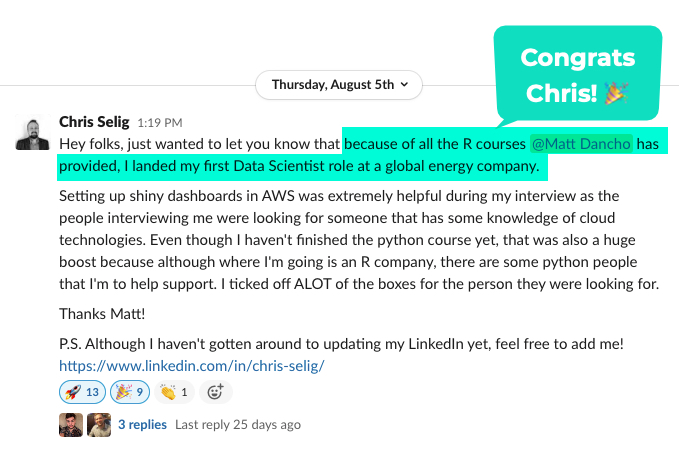 Congrats
Chris! 🎉
Thursday, August 5th
Chris Selig 1:19 PM
Hey folks, just wanted to let you know that because of all the R courses @Matt Dancho has
provided, I landed my first Data Scientist role at a global energy company.
Setting up shiny dashboards in AWS was extremely helpful during my interview as the
people interviewing me were looking for someone that has some knowledge of cloud
technologies. Even though I haven't finished the python course yet, that was also a huge
boost because although where I'm going is an R company, there are some python people
that I'm to help support. I ticked off ALOT of the boxes for the person they were looking for.
Thanks Matt!
P.S. Although I haven't gotten around to updating my LinkedIn yet, feel free to add me!
https://www.linkedin.com/in/chris-selig/
🚀 13 🎉 9 👏 1
3 replies Last reply 25 days ago